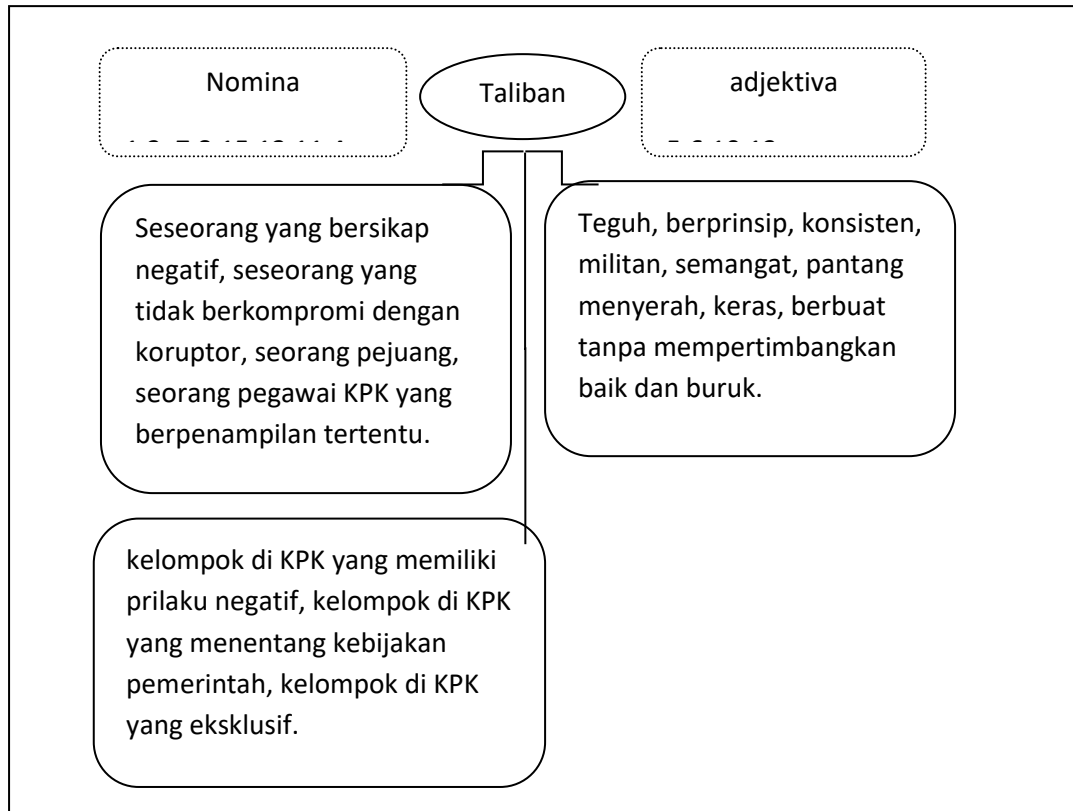 Nomina
Taliban
adjektiva
Seseorang yang bersikap
negatif, seseorang yang
tidak berkompromi dengan
koruptor, seorang pejuang,
seorang pegawai KPK yang
berpenampilan tertentu.
Teguh, berprinsip, konsisten,
militan, semangat, pantang
menyerah, keras, berbuat
tanpa mempertimbangkan
baik dan buruk.
kelompok di KPK yang memiliki
prilaku negatif, kelompok di KPK
yang menentang kebijakan
pemerintah, kelompok di KPK
yang eksklusif.